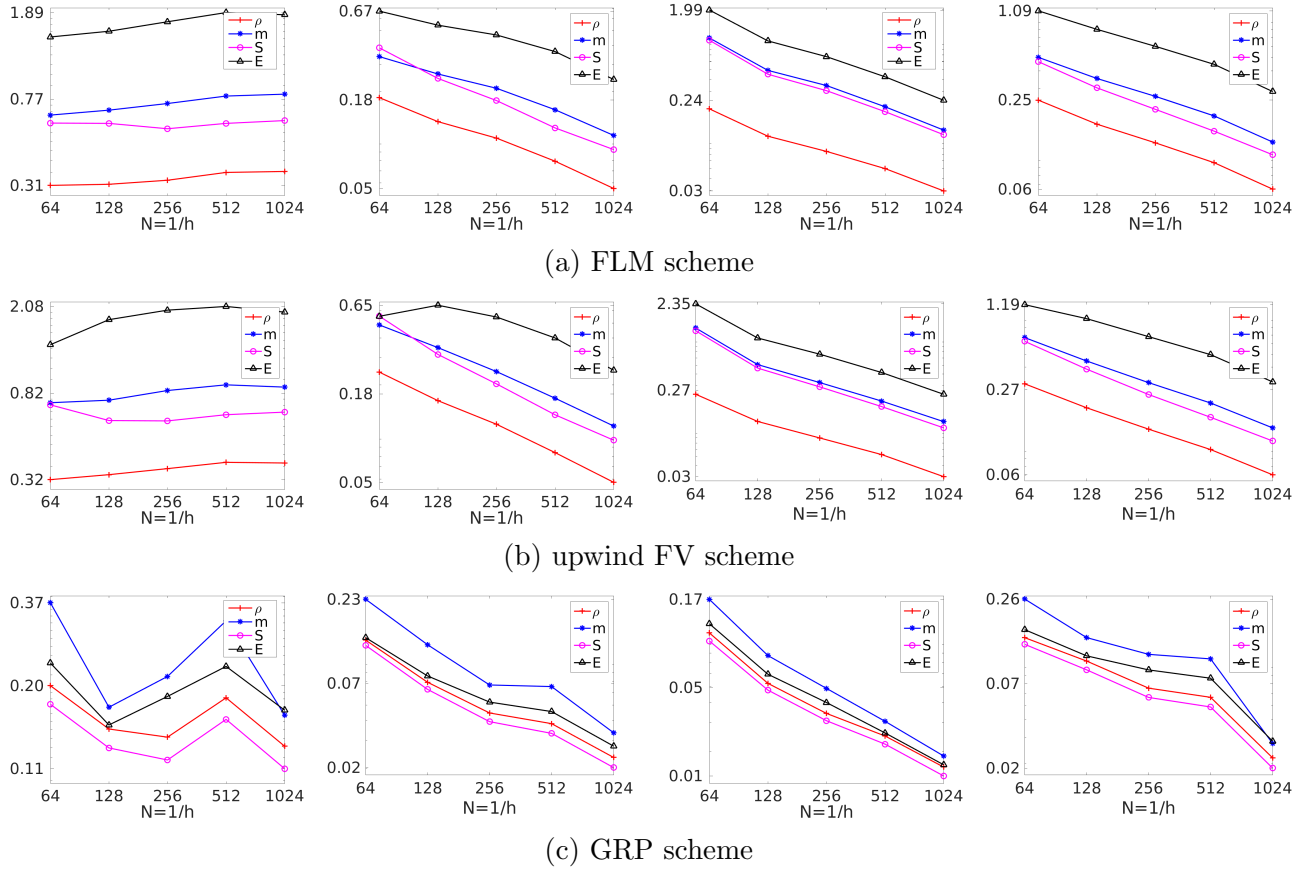 1.89
0.77
0.31
64 128 256 512 1024
N=1/h
ρ
m
S
E
0.67
0.18
0.05
64 128 256 512 1024
N=1/h
ρ
m
S
E
1.99
0.24
0.03
64 128 256 512 1024
N=1/h
ρ
m
S
E
1.09
0.25
0.06
64 128 256 512 1024
N=1/h
ρ
m
S
E
(a) FLM scheme
2.08
0.82
0.32
64 128 256 512 1024
N=1/h
ρ
m
S
E
0.65
0.18
0.05
64 128 256 512 1024
N=1/h
ρ
m
S
E
2.35
0.27
0.03
64 128 256 512 1024
N=1/h
ρ
m
S
E
1.19
0.27
0.06
64 128 256 512 1024
N=1/h
ρ
m
S
E
(b) upwind FV scheme
0.37
0.20
0.11
64 128 256 512 1024
N=1/h
ρ
m
S
E
0.23
0.07
0.02
64 128 256 512 1024
N=1/h
ρ
m
S
E
0.17
0.05
0.01
64 128 256 512 1024
N=1/h
ρ
m
S
E
0.26
0.07
0.02
64 128 256 512 1024
N=1/h
ρ
m
S
E
(c) GRP scheme